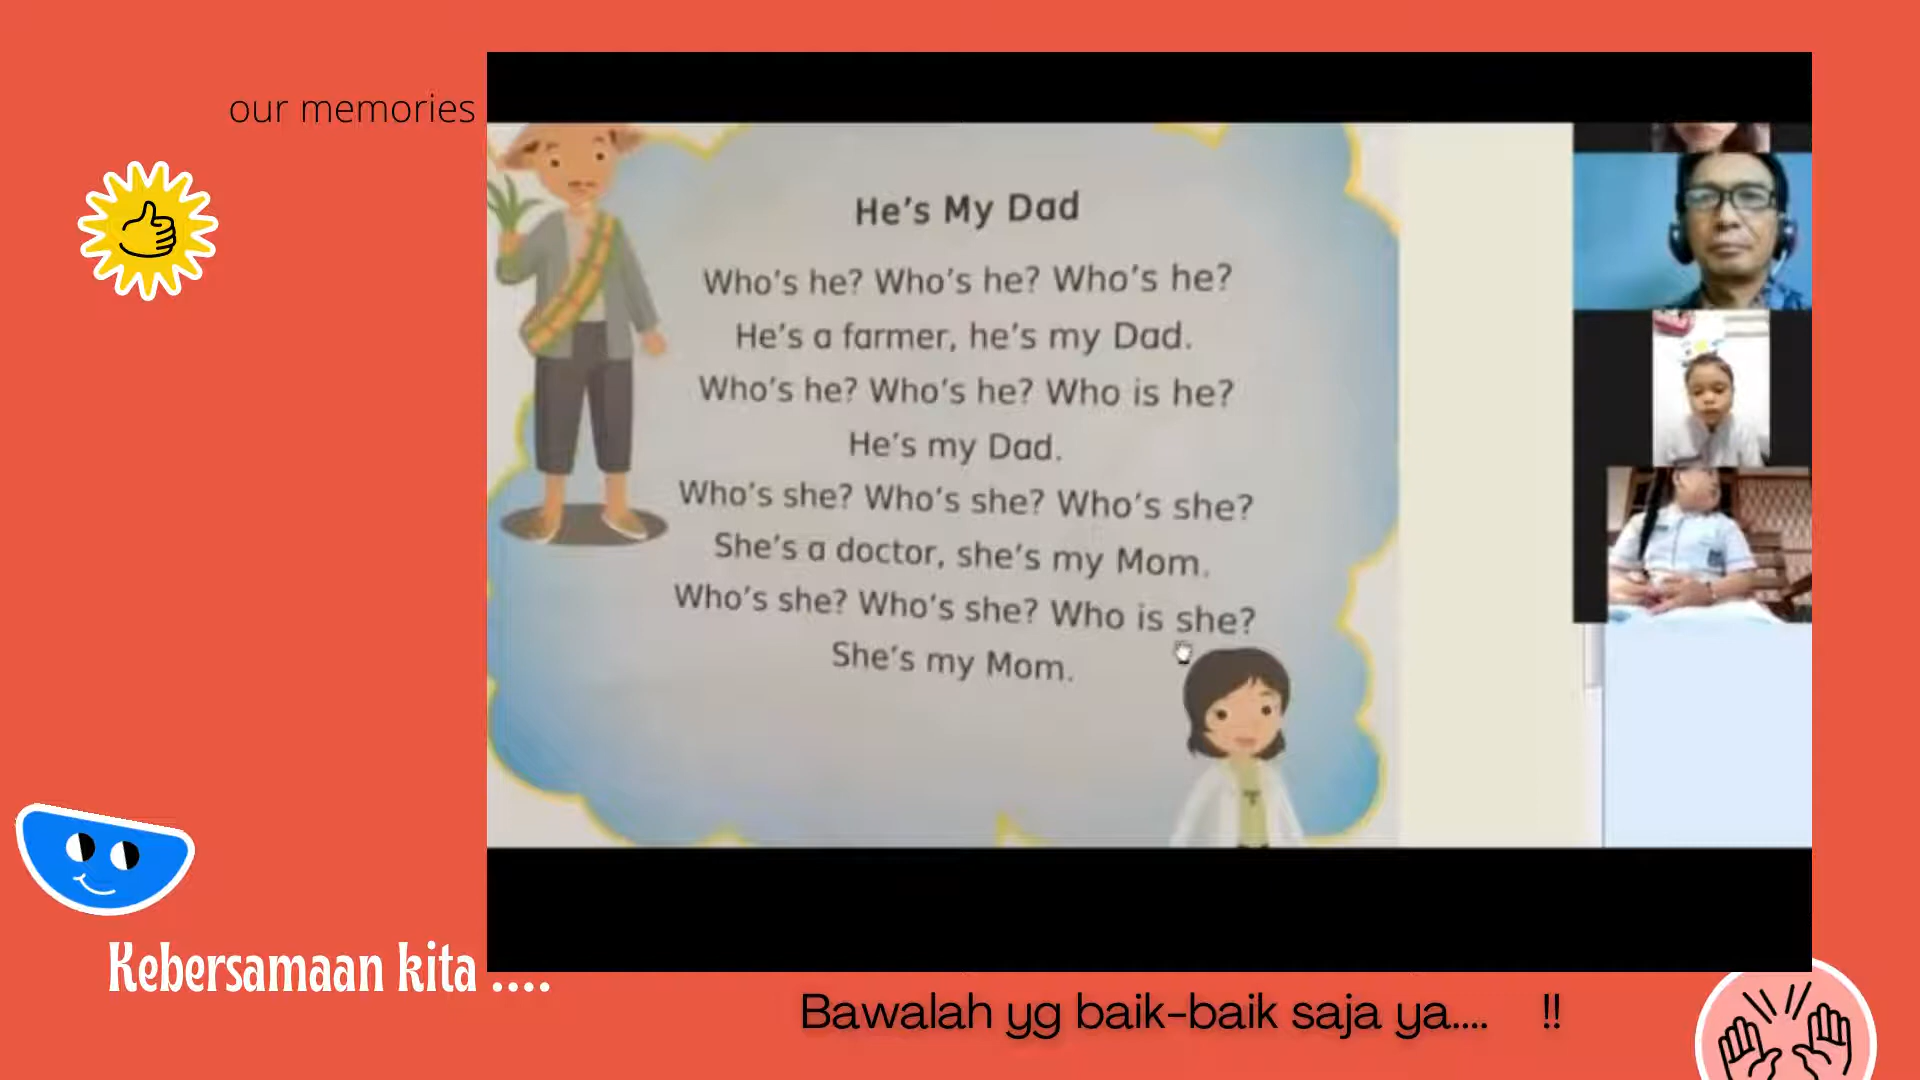 our memories
He's My Dad
Who's he? Who's he? Who's he?
He's a farmer, he's my Dad.
Who's he? Who's he? Who is he?
He's my Dad.
Who's she? Who's she? Who's she?
She's a doctor, she's my Mom.
Who's she? Who's she? Who is she?
She's my Mom.
Kebersamaan kita ....
Bawalah yg baik-baik saja ya.... !!